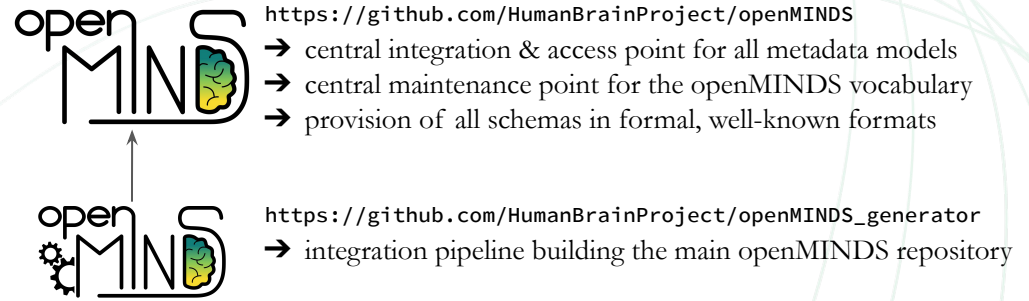 open
MINDS
https://github.com/HumanBrainProject/openMINDS
➔ central integration & access point for all metadata models
➔ central maintenance point for the openMINDS vocabulary
➔ provision of all schemas in formal, well-known formats
open
MINDS
https://github.com/HumanBrainProject/openMINDS_generator
➔ integration pipeline building the main openMINDS repository